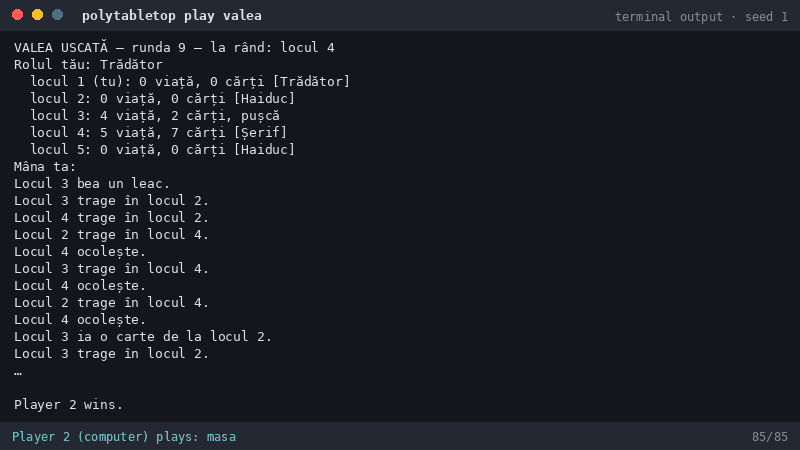 polytabletop play valea
terminal output · seed 1
VALEA USCATĂ — runda 9 — la rând: locul 4
Rolul tău: Trădător
locul 1 (tu): 0 viață, 0 cărți [Trădător]
locul 2: 0 viață, 0 cărți [Haiduc]
locul 3: 4 viață, 2 cărți, pușcă
locul 4: 5 viață, 7 cărți [Șerif]
locul 5: 0 viață, 0 cărți [Haiduc]
Mâna ta:
Locul 3 bea un leac.
Locul 3 trage în locul 2.
Locul 4 trage în locul 2.
Locul 2 trage în locul 4.
Locul 4 ocolește.
Locul 3 trage în locul 4.
Locul 4 ocolește.
Locul 2 trage în locul 4.
Locul 4 ocolește.
Locul 3 ia o carte de la locul 2.
Locul 3 trage în locul 2.
…
Player 2 wins.
Player 2 (computer) plays: masa
85/85